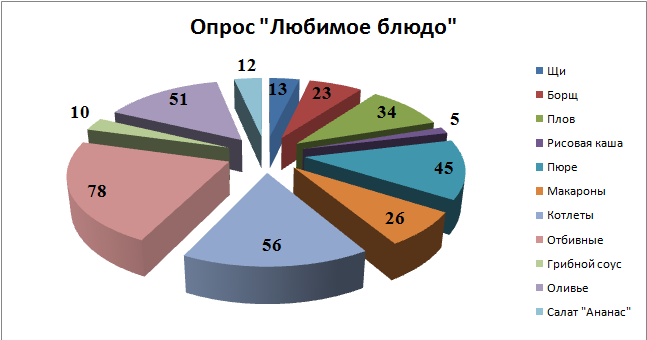 Опрос "Любимое блюдо"
12
13
23
34
5
45
26
56
78
10
51
Щи
Борщ
Плов
Рисовая каша
Пюре
Макароны
Котлеты
Отбивные
Грибной соус
Оливье
Салат "Ананас"